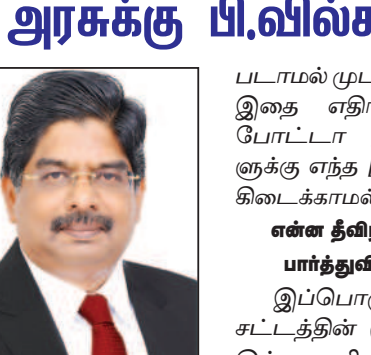 அரசுக்கு பி.வில்ச
படாமல் முட
இதை எதிர
போட்டா
ளுக்கு எந்த
கிடைக்காமல்
என்ன தீவிர
பார்த்துவி
இப்பொழு
சட்டத்தின்